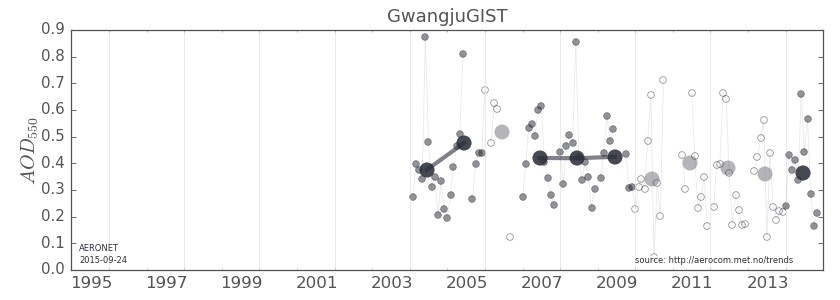 GwangjuGIST
0.9
0.8
0.7
0.6
0.5
0.4
0.3
0.2
0.1
0.0
AOD550
AERONET
2015-09-24
source: http://aerocom.met.no/trends
1995 1997 1999 2001 2003 2005 2007 2009 2011 2013